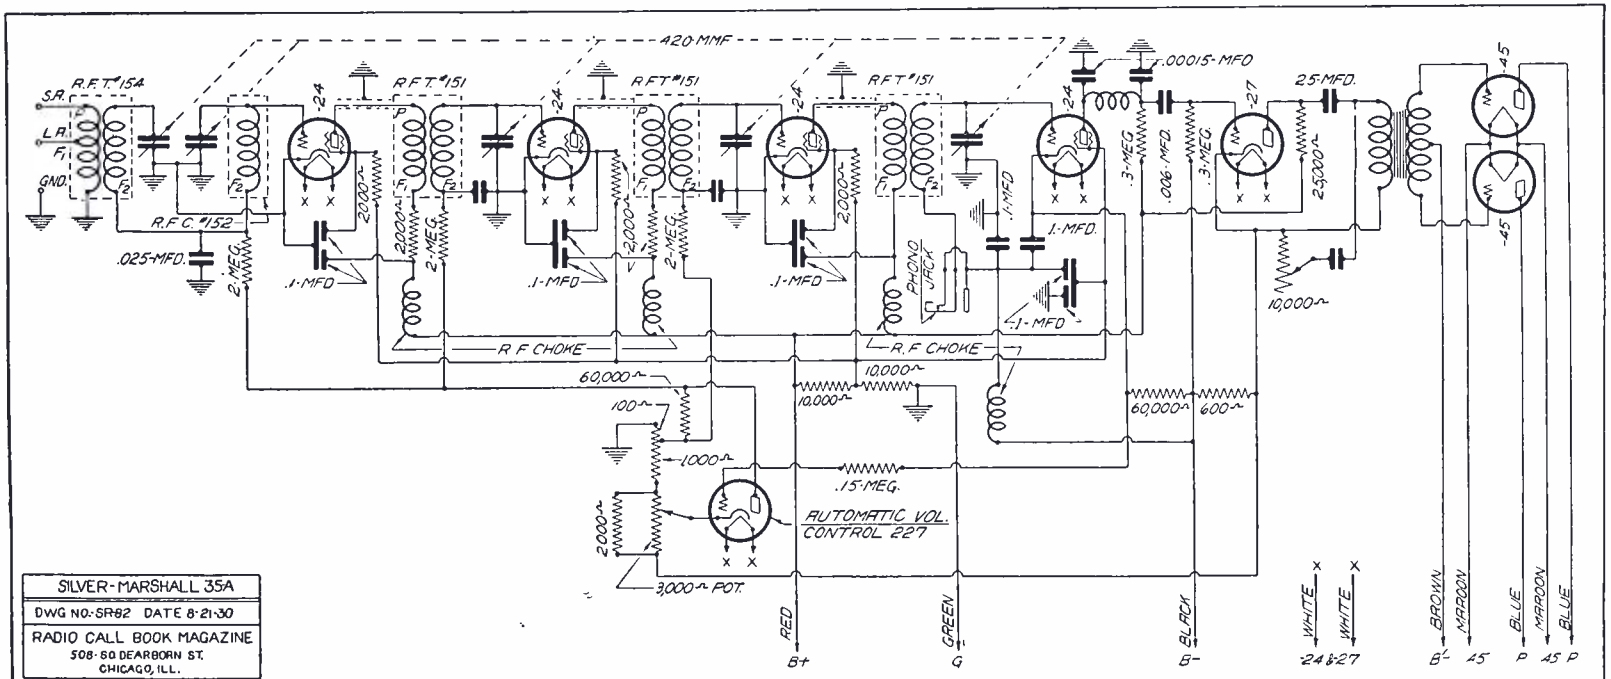 420-MMF
R.F.T. #154
-24
R.F.T. #151
-24
RFT #151
-24
R.F.T. #151
-24
.00015-MFD
-27
25-MFD.
-45
S.A.
L.A.
F1
GND.
F2
F2
P
F1
F2
P
F1
F2
P
F1
F2
R.F.C. #152
.025-MFD.
2-MEG.
.1-MFD
2000~
2,000~
2-MEG
.1-MFD
2,000~
2-MEG.
.1-MFD
2,000~
PHONO
JACK
.1-MFD
.1-MFD.
.1-MFD
.3-MEG
.006 MFD.
.3-MEG.
25000~
10,000~
-45
R.F CHOKE
R.F CHOKE
60,000~
100~
1000~
10,000~
10,000~
60,000~
600~
.15-MEG.
2000~
3,000~ POT.
AUTOMATIC VOL.
CONTROL 227
X X
X X
X X
X X
X X
X X
SILVER-MARSHALL 35A
DWG NO.-SR82 DATE 8-21-30
RADIO CALL BOOK MAGAZINE
508-SO DEARBORN ST.
CHICAGO, ILL.
RED
B+
GREEN
G
BLACK
B-
X X
WHITE
WHITE
-24 & -27
BROWN
B-
MAROON
45
BLUE
P
MAROON
45
BLUE
P